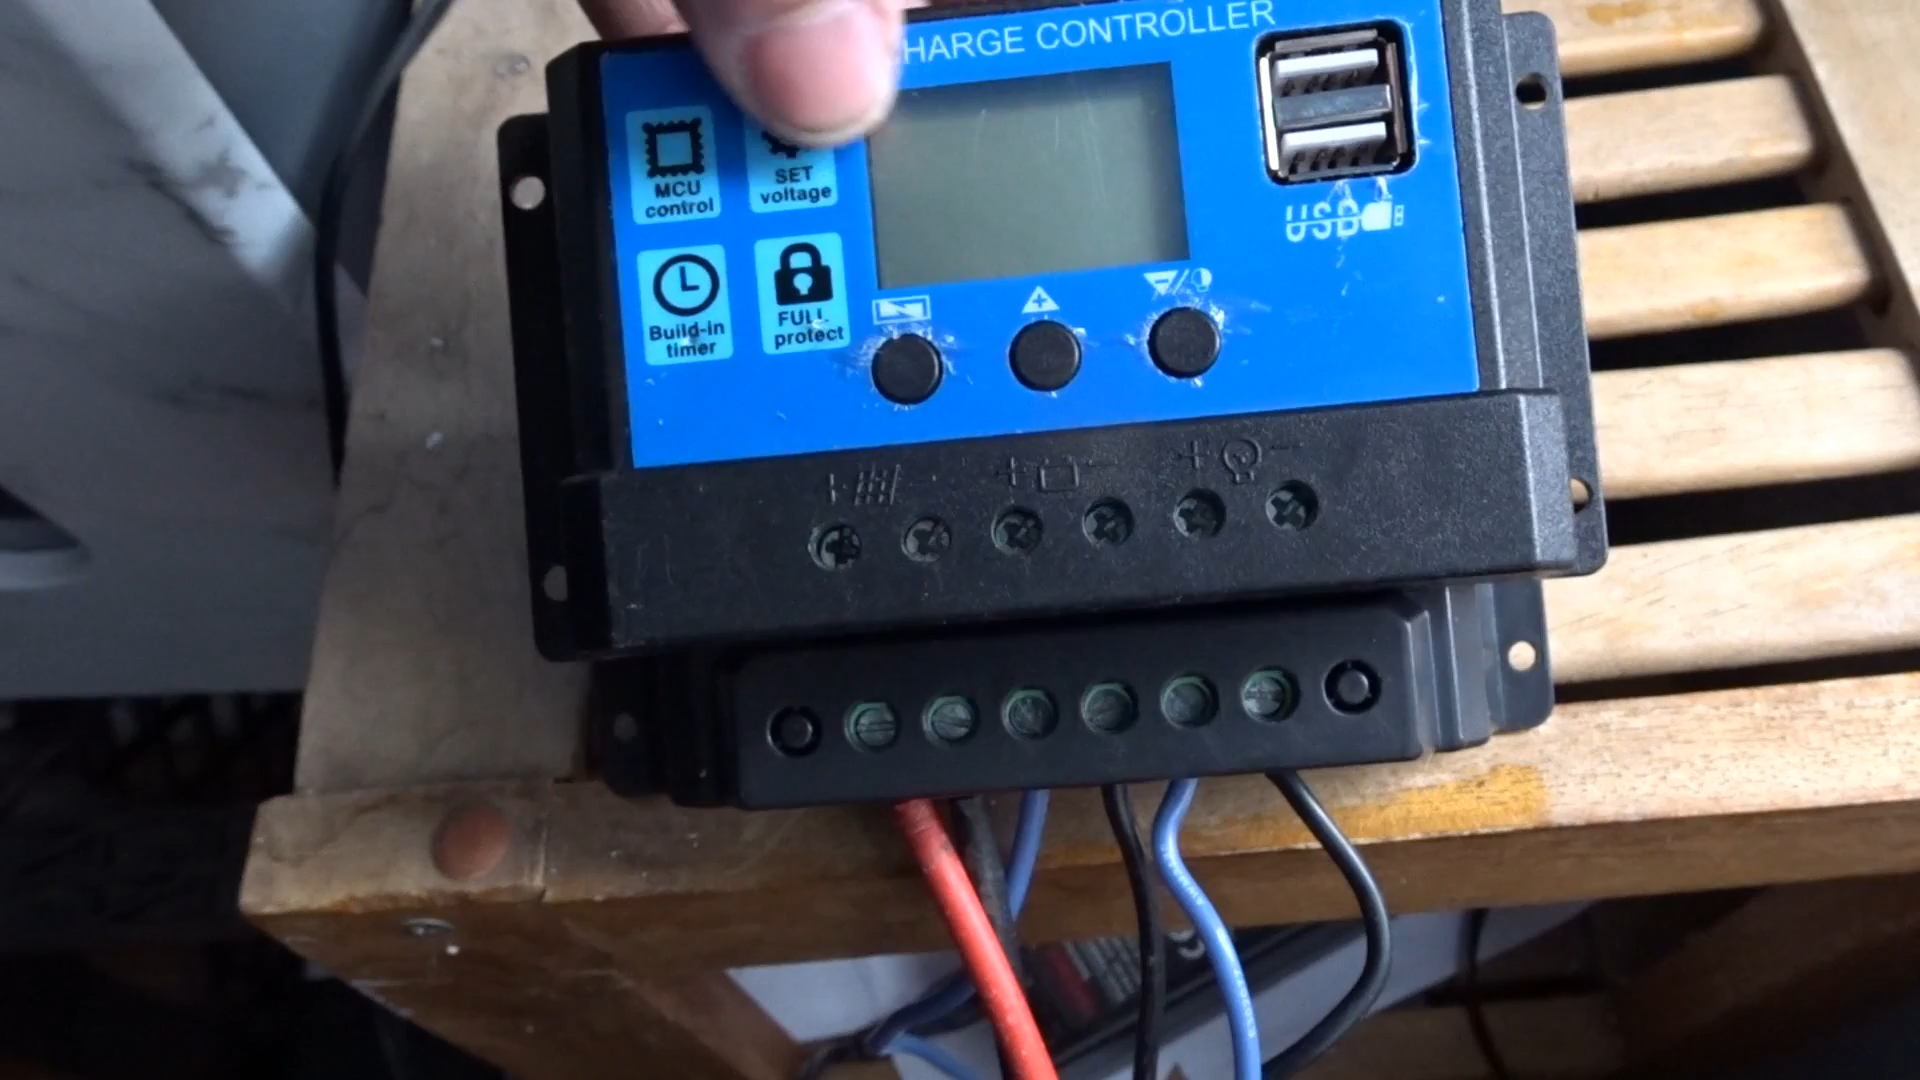 HARGE CONTROLLER
MCU
control
SET
voltage
Build-in
timer
FULL
protect
USB